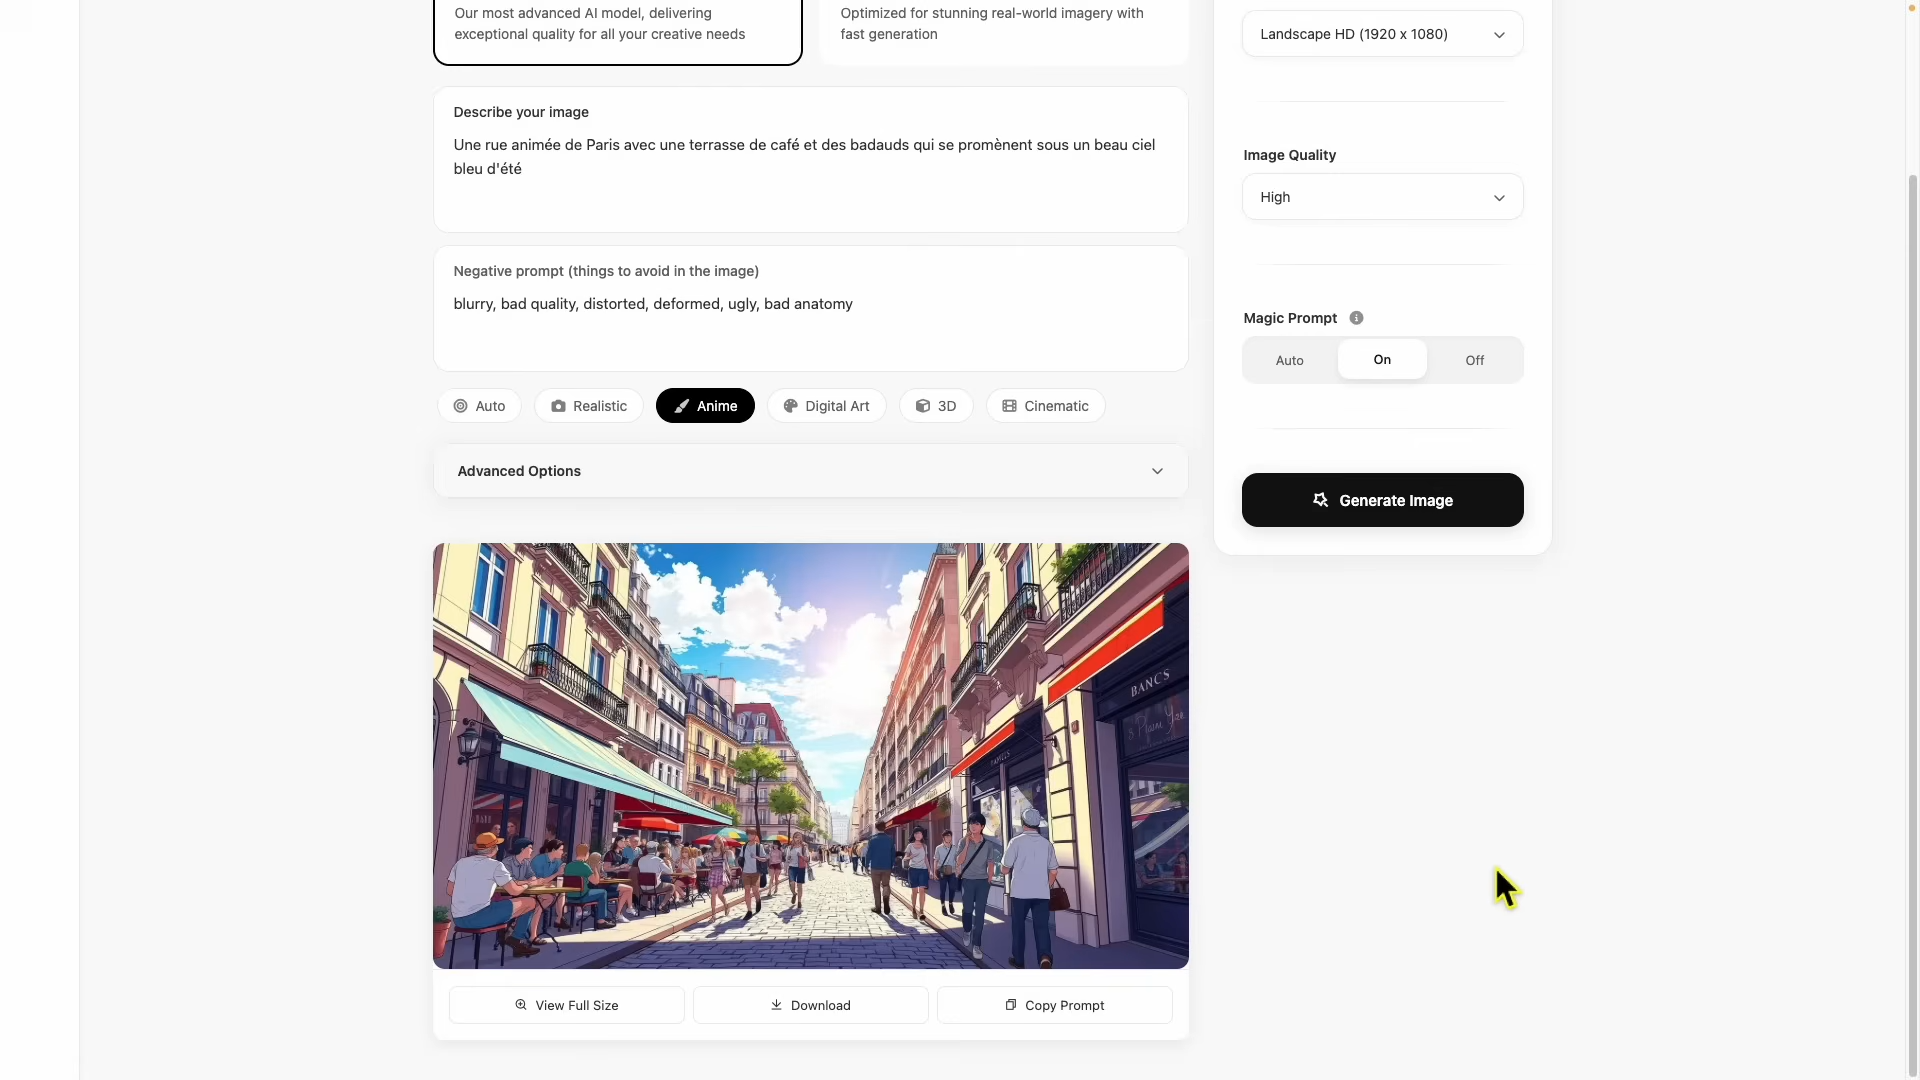 Our most advanced AI model, delivering
exceptional quality for all your creative needs
Optimized for stunning real-world imagery with
fast generation
Describe your image
Une rue animée de Paris avec une terrasse de café et des badauds qui se promènent sous un beau ciel
bleu d'été
Negative prompt (things to avoid in the image)
blurry, bad quality, distorted, deformed, ugly, bad anatomy
Auto
Realistic
Anime
Digital Art
3D
Cinematic
Advanced Options
BANCS
View Full Size
Download
Copy Prompt
Landscape HD (1920 x 1080)
Image Quality
High
Magic Prompt
Auto
On
Off
Generate Image